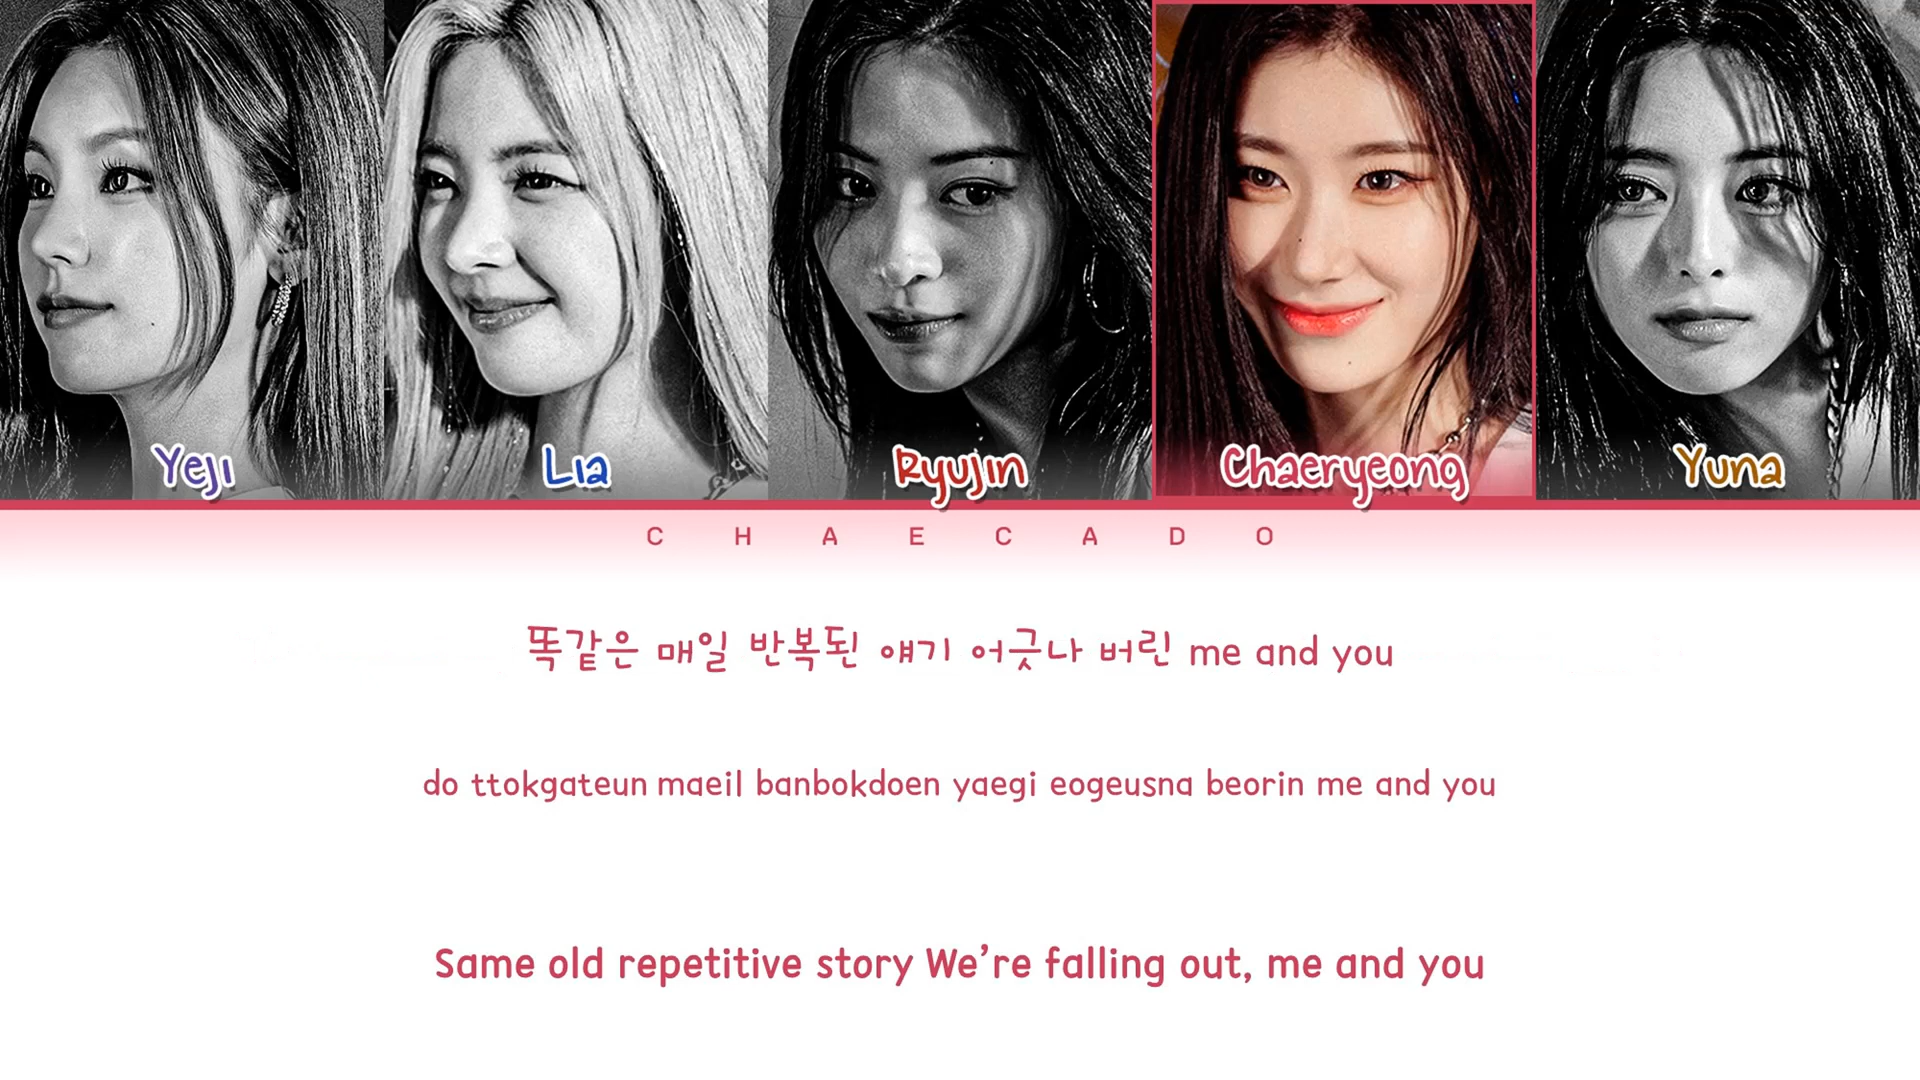 Yeji
Lia
Ryujin
Chaeryeong
Yuna
CHAECADO
똑같은 매일 반복된 얘기 어긋나 버린 me and you
do ttokgateun maeil banbokdoen yaegi eogeusna beorin me and you
Same old repetitive story We’re falling out, me and you